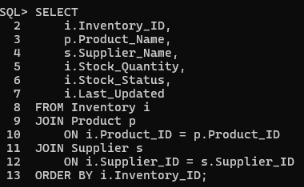 SQL> SELECT
  2      i.Inventory_ID,
  3      p.Product_Name,
  4      s.Supplier_Name,
  5      i.Stock_Quantity,
  6      i.Stock_Status,
  7      i.Last_Updated
  8  FROM Inventory i
  9  JOIN Product p
 10      ON i.Product_ID = p.Product_ID
 11  JOIN Supplier s
 12      ON i.Supplier_ID = s.Supplier_ID
 13  ORDER BY i.Inventory_ID;